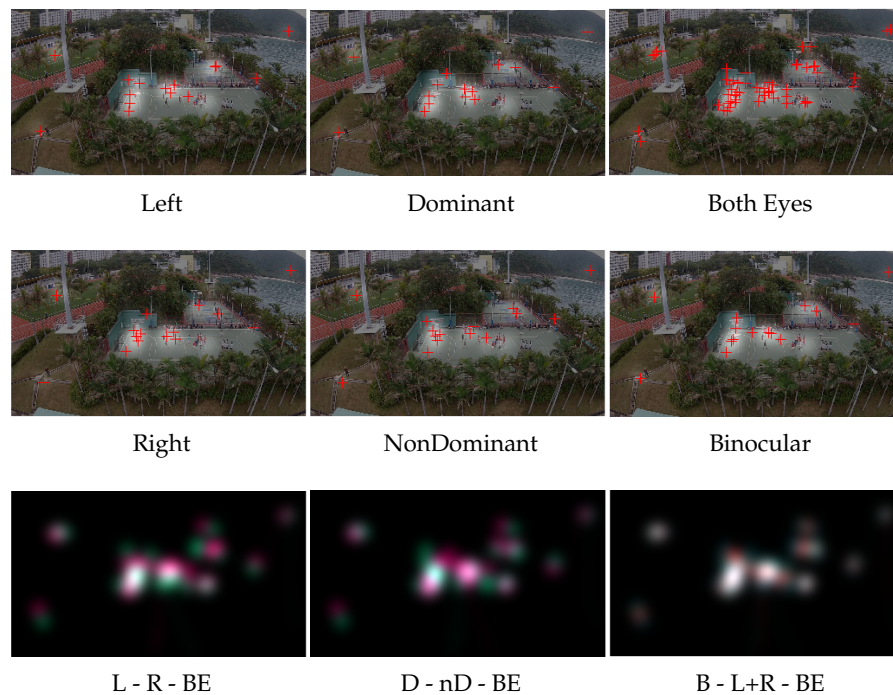 Left Dominant Both Eyes
Right NonDominant Binocular
L - R - BE D - nD - BE B - L+R - BE